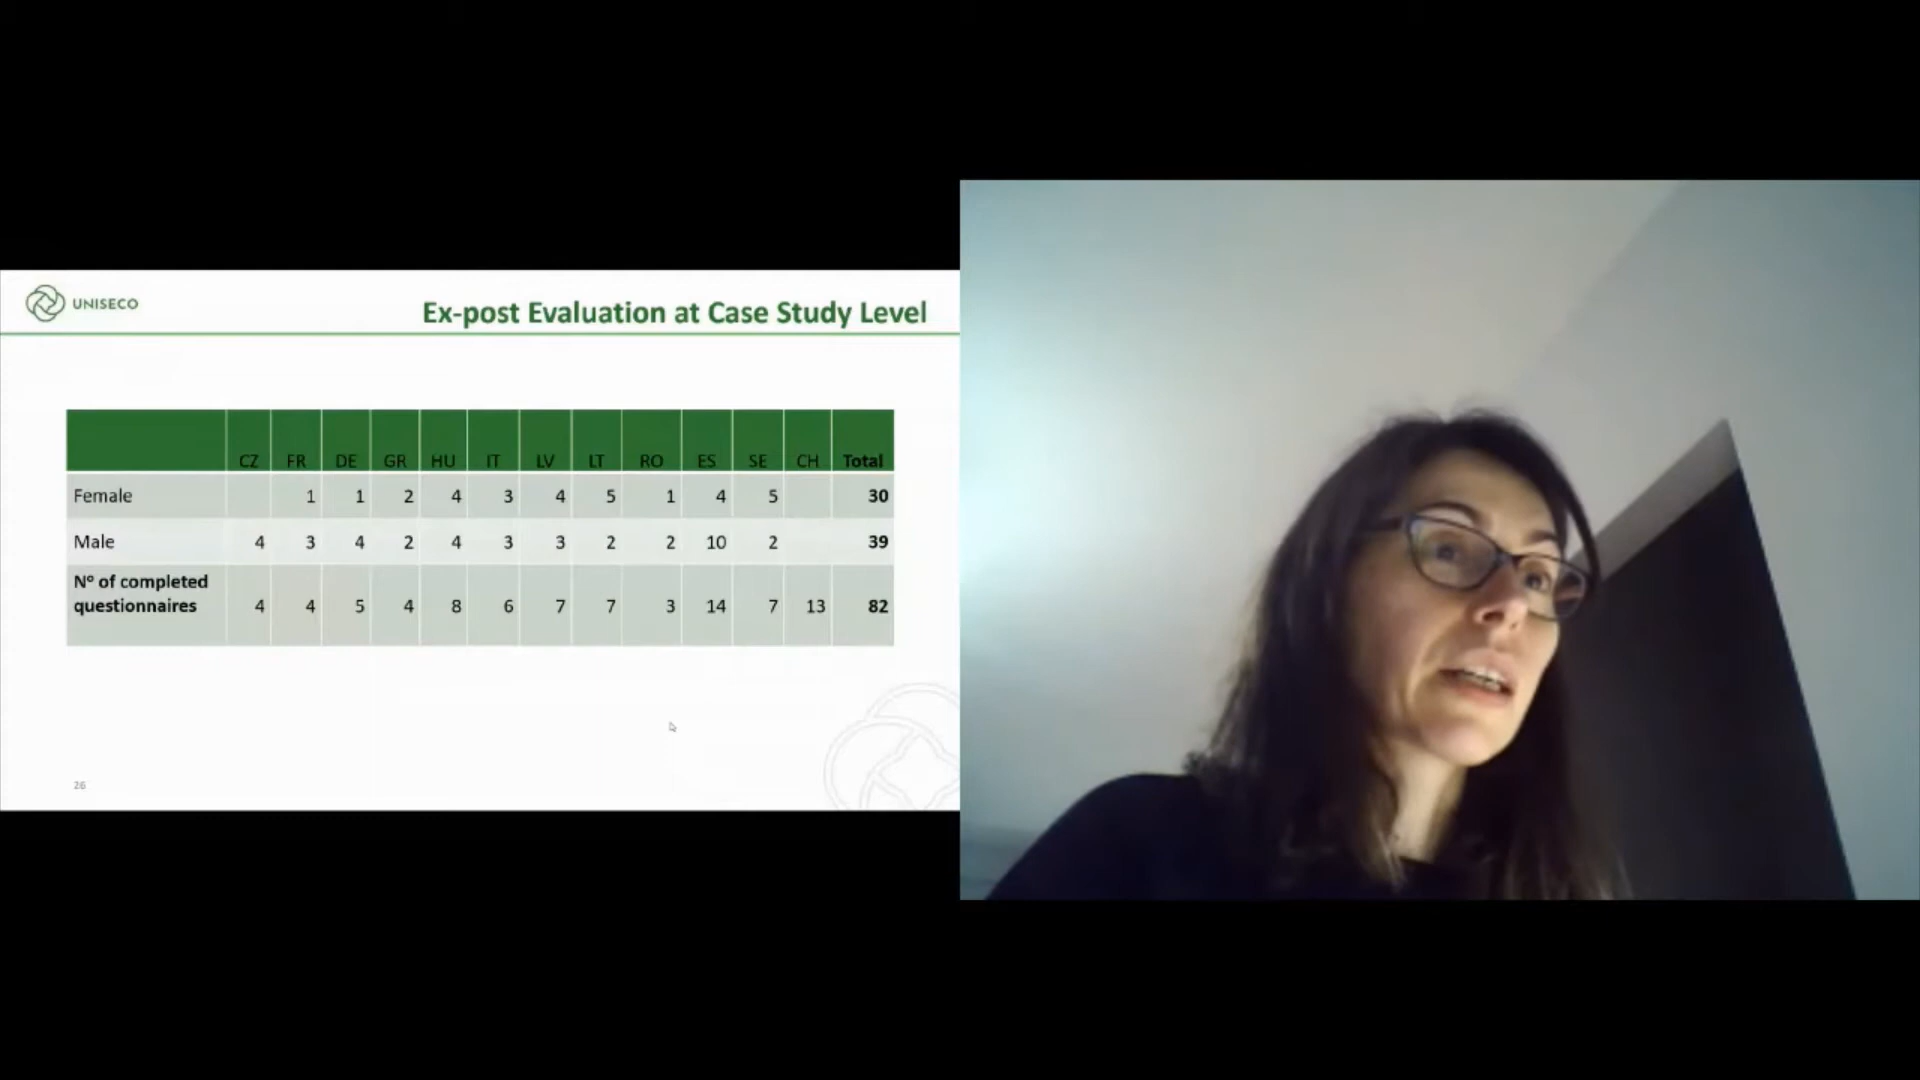 UNISECO
Ex-post Evaluation at Case Study Level
CZ FR DE GR HU IT LV LT RO ES SE CH Total
Female 1 1 2 4 3 4 5 1 4 5 30
Male 4 3 4 2 4 3 3 2 2 10 2 39
Nº of completed
questionnaires 4 4 5 4 8 6 7 7 3 14 7 13 82
26